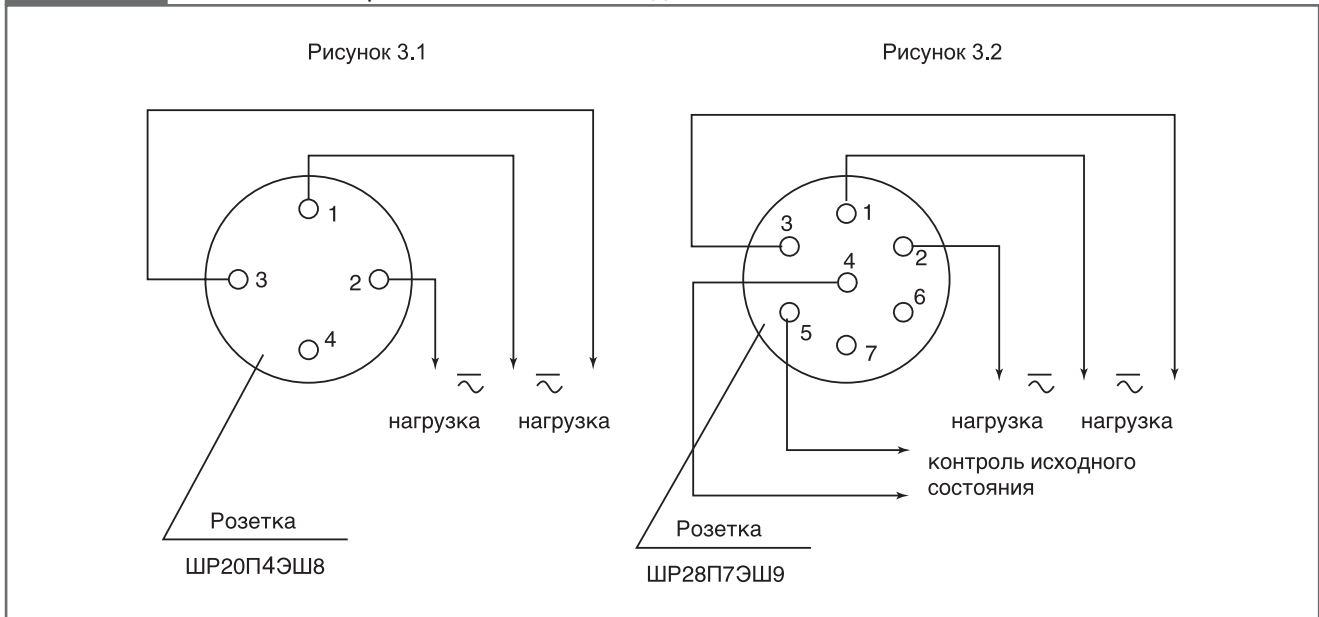 Рисунок 3.1
1
3
2
4
нагрузка
нагрузка
Розетка
ШР20П4ЭШ8
Рисунок 3.2
1
3
2
4
6
5
7
нагрузка
нагрузка
контроль исходного
состояния
Розетка
ШР28П7ЭШ9